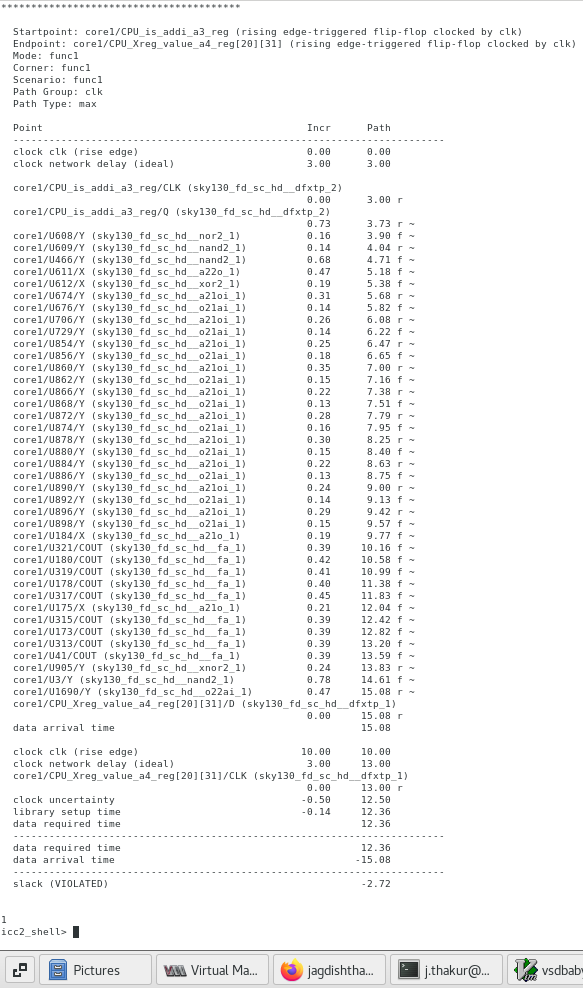 ****************************************
Startpoint: core1/CPU_is_addi_a3_reg (rising edge-triggered flip-flop clocked by clk)
Endpoint: core1/CPU_Xreg_value_a4_reg[20][31] (rising edge-triggered flip-flop clocked by clk)
Mode: func1
Corner: func1
Scenario: func1
Path Group: clk
Path Type: max
Point Incr Path
------------------------------------------------------------------------
clock clk (rise edge) 0.00 0.00
clock network delay (ideal) 3.00 3.00
core1/CPU_is_addi_a3_reg/CLK (sky130_fd_sc_hd__dfxtp_2)
0.00 3.00 r
core1/CPU_is_addi_a3_reg/Q (sky130_fd_sc_hd__dfxtp_2)
0.73 3.73 r ~
core1/U608/Y (sky130_fd_sc_hd__nor2_1) 0.16 3.90 f ~
core1/U609/Y (sky130_fd_sc_hd__nand2_1) 0.14 4.04 r ~
core1/U466/Y (sky130_fd_sc_hd__nand2_1) 0.68 4.71 f ~
core1/U611/X (sky130_fd_sc_hd__a22o_1) 0.47 5.18 f ~
core1/U612/X (sky130_fd_sc_hd__xor2_1) 0.19 5.38 f ~
core1/U674/Y (sky130_fd_sc_hd__a21oi_1) 0.31 5.68 r ~
core1/U676/Y (sky130_fd_sc_hd__o21ai_1) 0.14 5.82 f ~
core1/U706/Y (sky130_fd_sc_hd__a21oi_1) 0.26 6.08 r ~
core1/U729/Y (sky130_fd_sc_hd__o21ai_1) 0.14 6.22 f ~
core1/U854/Y (sky130_fd_sc_hd__a21oi_1) 0.25 6.47 r ~
core1/U856/Y (sky130_fd_sc_hd__o21ai_1) 0.18 6.65 f ~
core1/U860/Y (sky130_fd_sc_hd__a21oi_1) 0.35 7.00 r ~
core1/U862/Y (sky130_fd_sc_hd__o21ai_1) 0.15 7.16 f ~
core1/U866/Y (sky130_fd_sc_hd__a21oi_1) 0.22 7.38 r ~
core1/U868/Y (sky130_fd_sc_hd__o21ai_1) 0.13 7.51 f ~
core1/U872/Y (sky130_fd_sc_hd__a21oi_1) 0.28 7.79 r ~
core1/U874/Y (sky130_fd_sc_hd__o21ai_1) 0.16 7.95 f ~
core1/U878/Y (sky130_fd_sc_hd__a21oi_1) 0.30 8.25 r ~
core1/U880/Y (sky130_fd_sc_hd__o21ai_1) 0.15 8.40 f ~
core1/U884/Y (sky130_fd_sc_hd__a21oi_1) 0.22 8.63 r ~
core1/U886/Y (sky130_fd_sc_hd__o21ai_1) 0.13 8.75 f ~
core1/U890/Y (sky130_fd_sc_hd__a21oi_1) 0.24 9.00 r ~
core1/U892/Y (sky130_fd_sc_hd__o21ai_1) 0.14 9.13 f ~
core1/U896/Y (sky130_fd_sc_hd__a21oi_1) 0.29 9.42 r ~
core1/U898/Y (sky130_fd_sc_hd__o21ai_1) 0.15 9.57 f ~
core1/U184/X (sky130_fd_sc_hd__a21o_1) 0.19 9.77 f ~
core1/U321/COUT (sky130_fd_sc_hd__fa_1) 0.39 10.16 f ~
core1/U180/COUT (sky130_fd_sc_hd__fa_1) 0.42 10.58 f ~
core1/U319/COUT (sky130_fd_sc_hd__fa_1) 0.41 10.99 f ~
core1/U178/COUT (sky130_fd_sc_hd__fa_1) 0.40 11.38 f ~
core1/U317/COUT (sky130_fd_sc_hd__fa_1) 0.45 11.83 f ~
core1/U175/X (sky130_fd_sc_hd__a21o_1) 0.21 12.04 f ~
core1/U315/COUT (sky130_fd_sc_hd__fa_1) 0.39 12.42 f ~
core1/U173/COUT (sky130_fd_sc_hd__fa_1) 0.39 12.82 f ~
core1/U313/COUT (sky130_fd_sc_hd__fa_1) 0.39 13.20 f ~
core1/U41/COUT (sky130_fd_sc_hd__fa_1) 0.39 13.59 f ~
core1/U905/Y (sky130_fd_sc_hd__xnor2_1) 0.24 13.83 r ~
core1/U3/Y (sky130_fd_sc_hd__nand2_1) 0.78 14.61 f ~
core1/U1690/Y (sky130_fd_sc_hd__o22ai_1) 0.47 15.08 r ~
core1/CPU_Xreg_value_a4_reg[20][31]/D (sky130_fd_sc_hd__dfxtp_1)
0.00 15.08 r
data arrival time 15.08
clock clk (rise edge) 10.00 10.00
clock network delay (ideal) 3.00 13.00
core1/CPU_Xreg_value_a4_reg[20][31]/CLK (sky130_fd_sc_hd__dfxtp_1)
0.00 13.00 r
clock uncertainty -0.50 12.50
library setup time -0.14 12.36
data required time 12.36
------------------------------------------------------------------------
data required time 12.36
data arrival time -15.08
------------------------------------------------------------------------
slack (VIOLATED) -2.72
1
icc2_shell>
Pictures Virtual Ma... jagdishtha... j.thakur@... vsdbaby